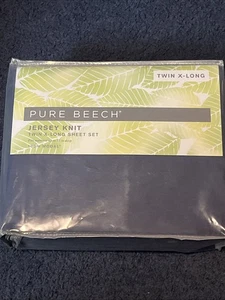 TWIN X-LONG
PURE BEECH®
JERSEY KNIT
TWIN X-LONG SHEET SET